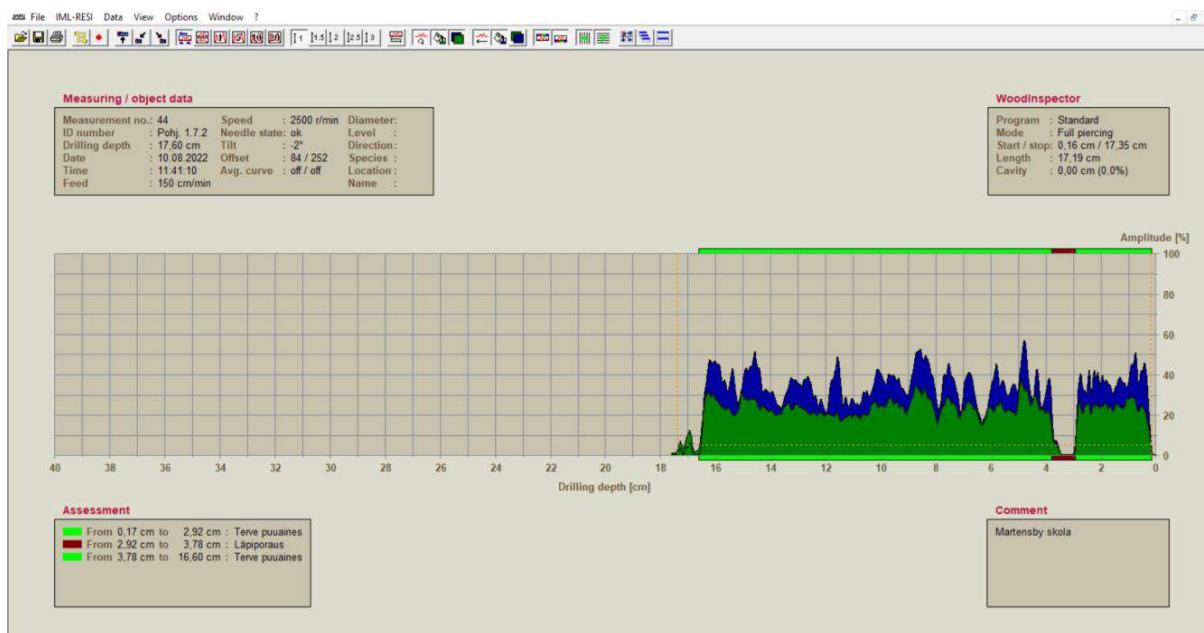 File IML-RESI Data View Options Window ?
1 1.5 2 2.5 3
Measuring / object data
Measurement no.: 44 Speed : 2500 r/min Diameter:
ID number : Pohj. 1.7.2 Needle state: ok Level :
Drilling depth : 17,60 cm Tilt : -2° Direction:
Date : 10.08.2022 Offset : 84 / 252 Species :
Time : 11:41:10 Avg. curve : off / off Location :
Feed : 150 cm/min Name :
WoodInspector
Program : Standard
Mode : Full piercing
Start / stop: 0,16 cm / 17,35 cm
Length : 17,19 cm
Cavity : 0,00 cm (0,0%)
Amplitude [%]
100
80
60
40
20
0
40 38 36 34 32 30 28 26 24 22 20 18 16 14 12 10 8 6 4 2 0
Drilling depth [cm]
Assessment
From 0,17 cm to 2,92 cm : Terve puuaines
From 2,92 cm to 3,78 cm : Läpiporaus
From 3,78 cm to 16,60 cm : Terve puuaines
Comment
Martensby skola